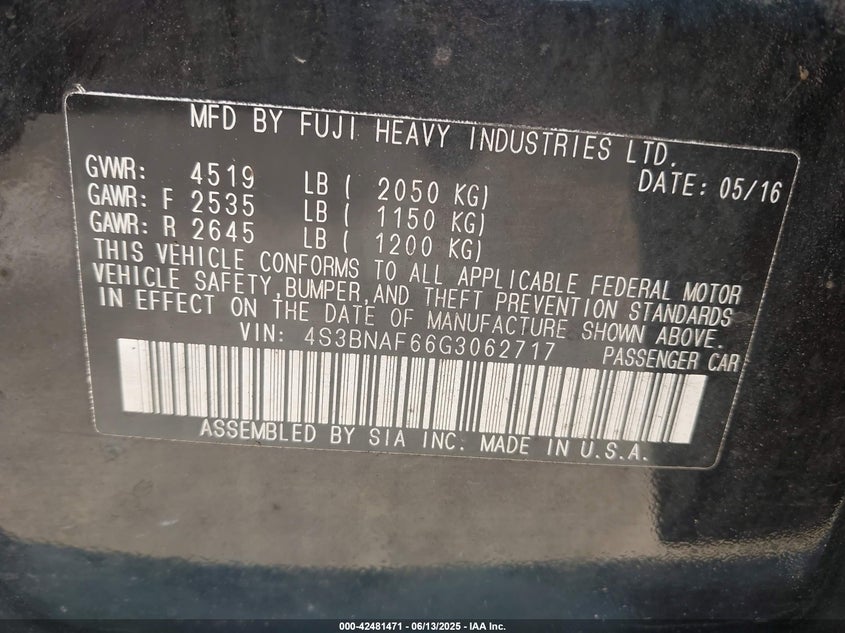 MFD BY FUJI HEAVY INDUSTRIES LTD.
DATE: 05/16
GVWR: 4519 LB ( 2050 KG)
GAWR: F 2535 LB ( 1150 KG)
GAWR: R 2645 LB ( 1200 KG)
THIS VEHICLE CONFORMS TO ALL APPLICABLE FEDERAL MOTOR
VEHICLE SAFETY, BUMPER, AND THEFT PREVENTION STANDARDS
IN EFFECT ON THE DATE OF MANUFACTURE SHOWN ABOVE.
VIN: 4S3BNAF66G3062717 PASSENGER CAR
ASSEMBLED BY SIA INC. MADE IN U.S.A.
000-42481471 - 06/13/2025 - IAA Inc.